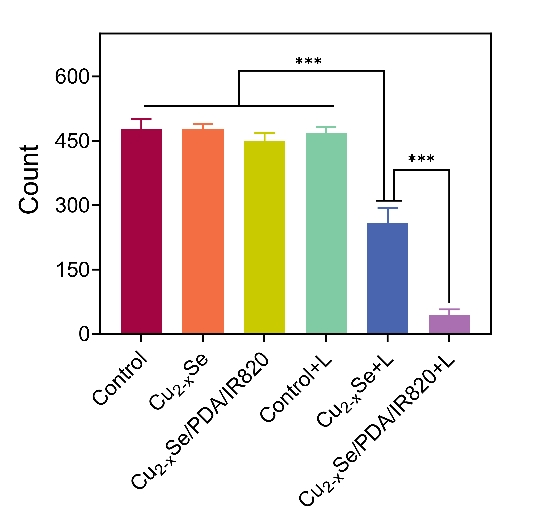 ***
***
600
450
300
150
0
Count
Control
Cu₂₋ₓSe
Cu₂₋ₓSe/PDA/IR820
Control+L
Cu₂₋ₓSe+L
Cu₂₋ₓSe/PDA/IR820+L